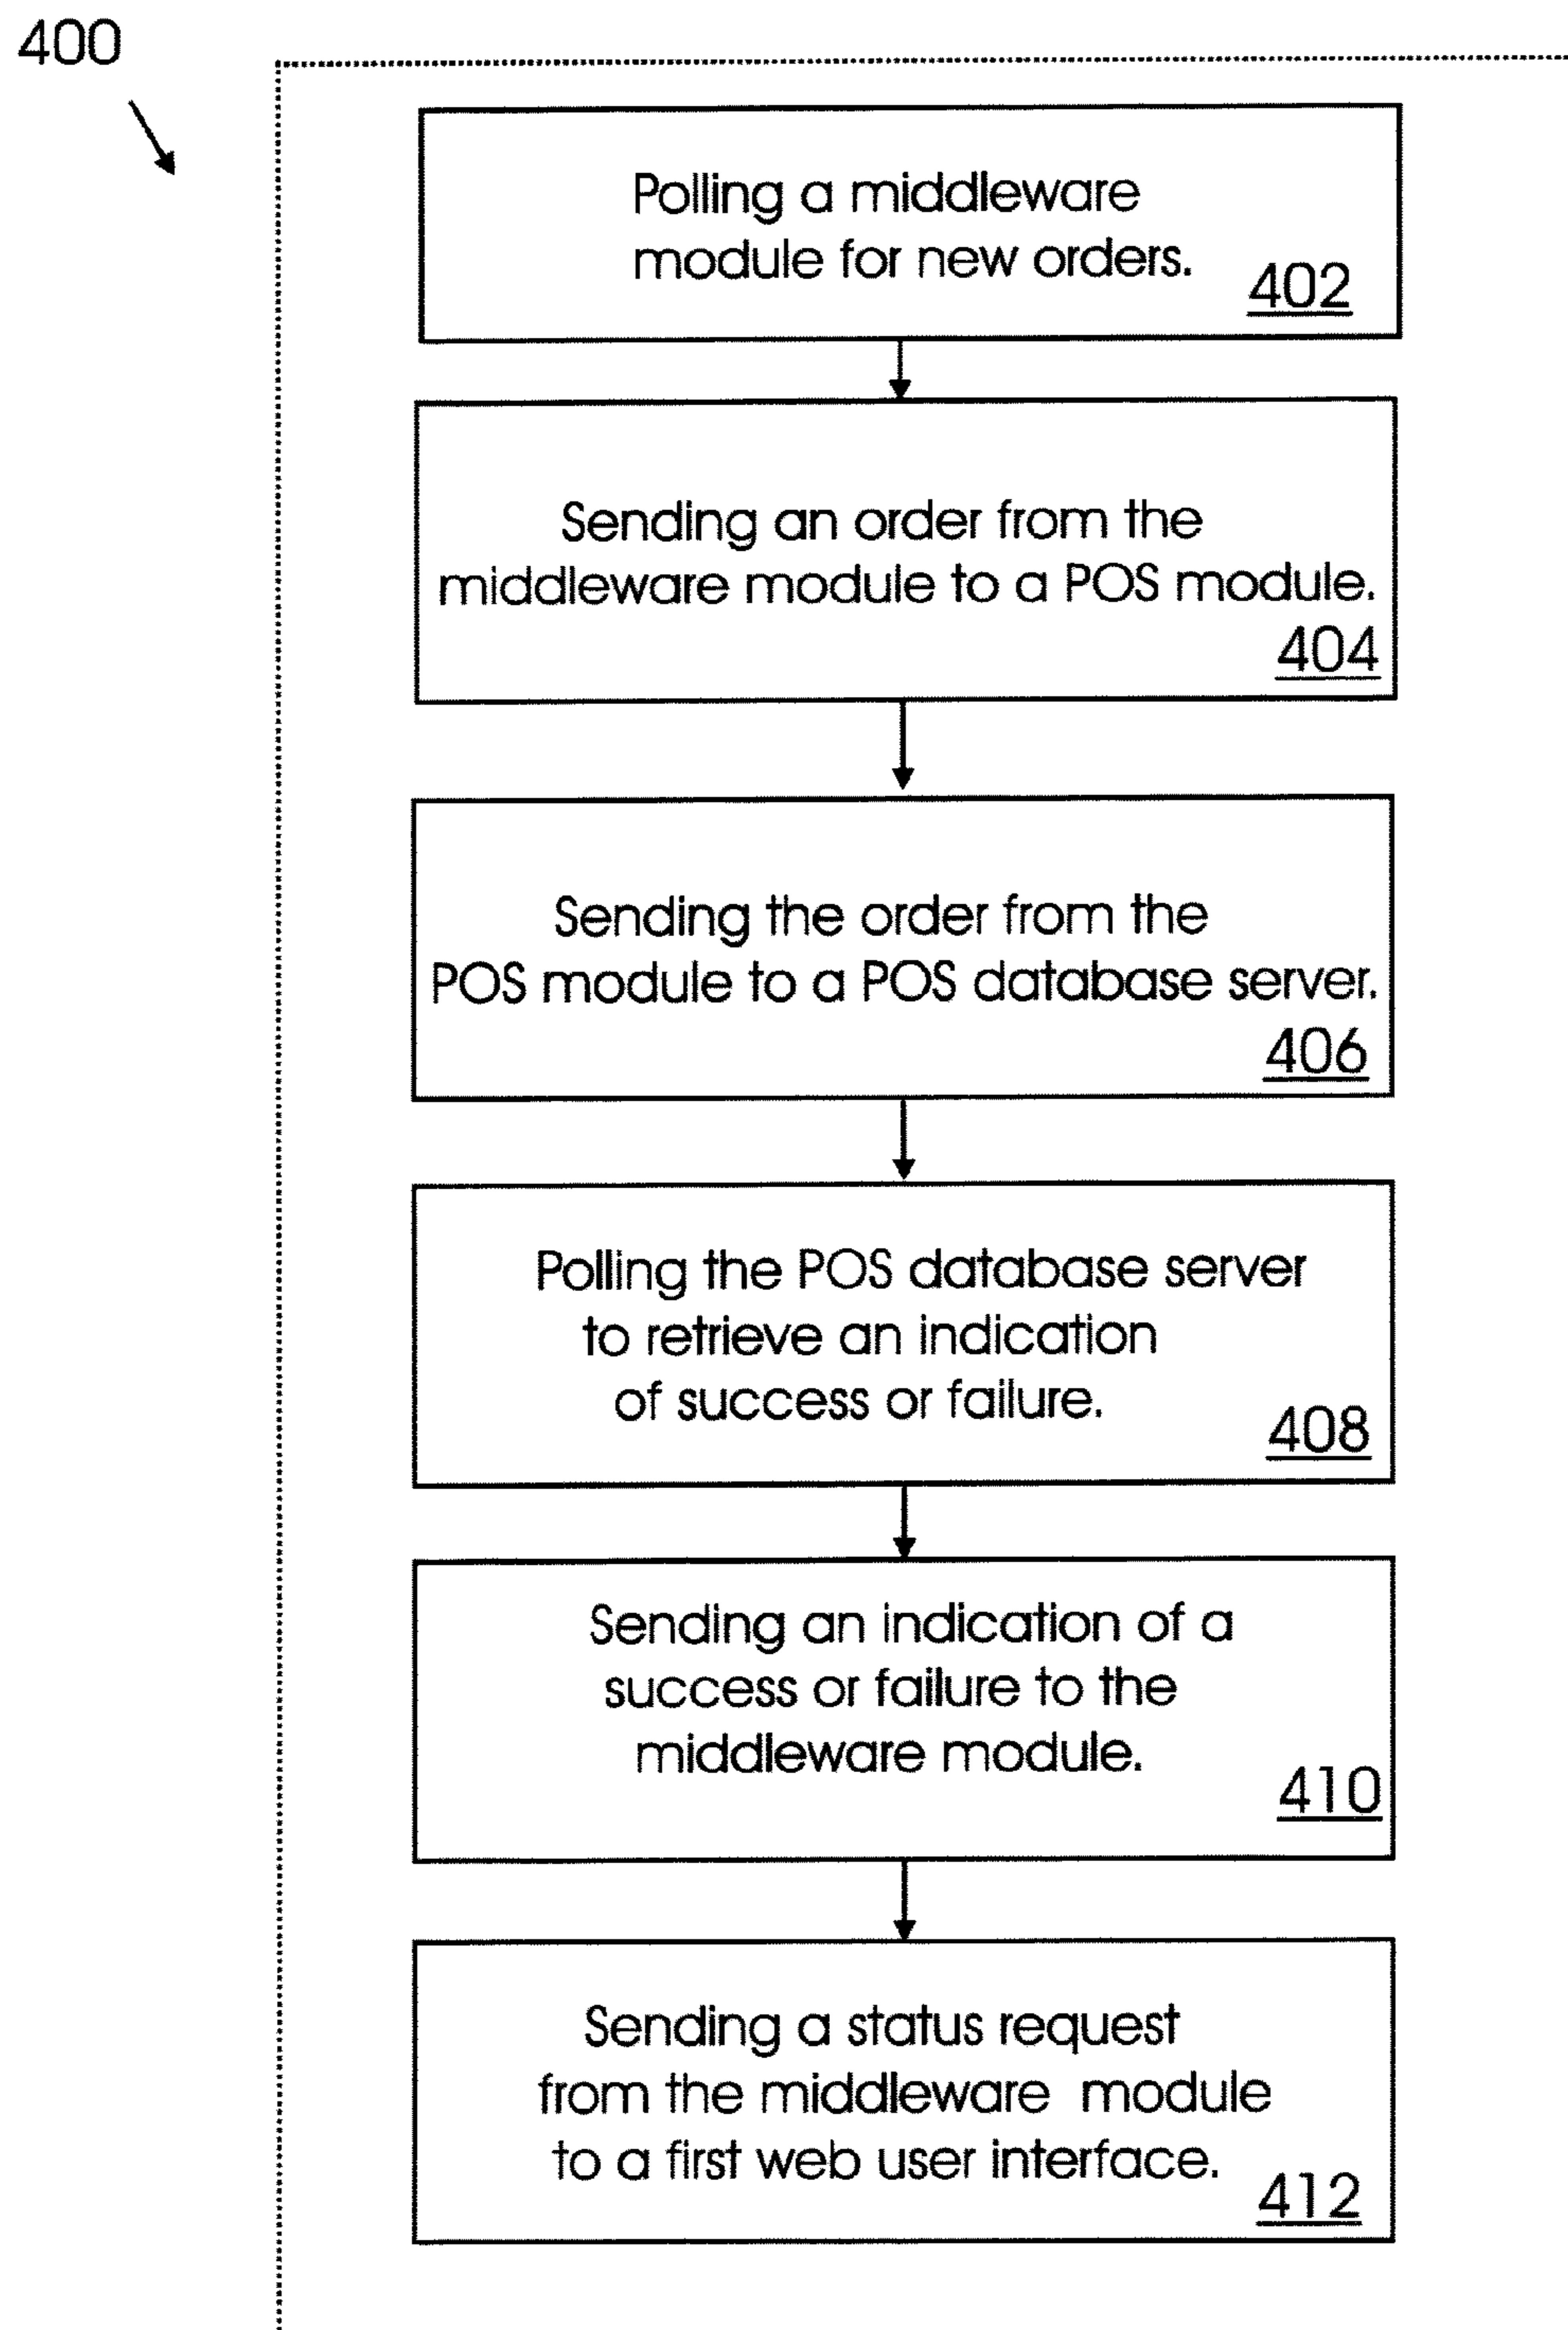 400
Polling a middleware
module for new orders.
402
Sending an order from the
middleware module to a POS module.
404
Sending the order from the
POS module to a POS database server.
406
Polling the POS database server
to retrieve an indication
of success or failure.
408
Sending an indication of a
success or failure to the
middleware module.
410
Sending a status request
from the middleware module
to a first web user interface.
412